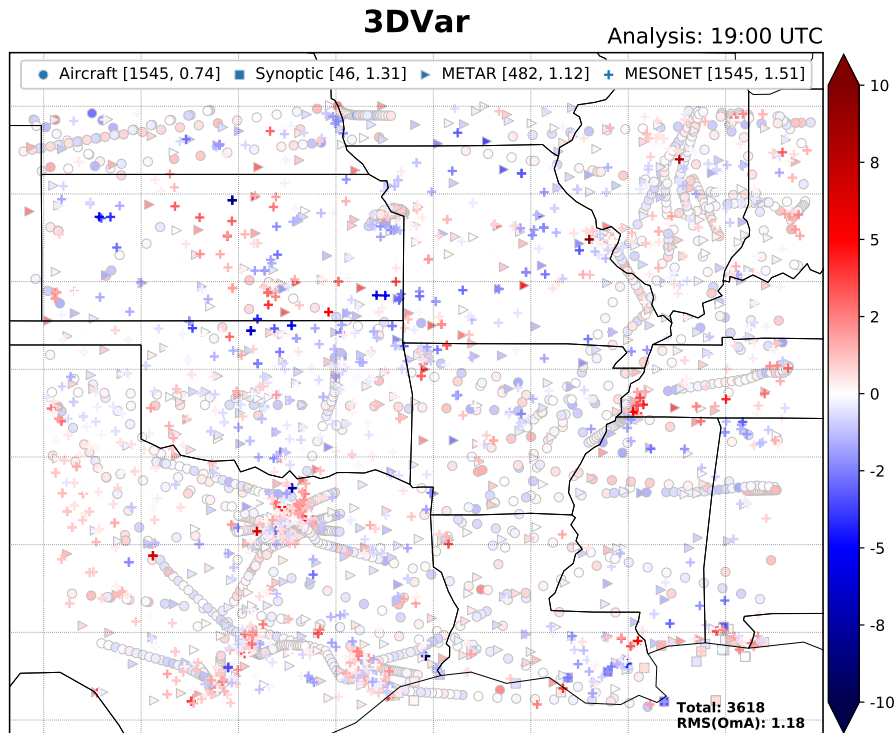 3DVar
Analysis: 19:00 UTC
Aircraft [1545, 0.74] Synoptic [46, 1.31] METAR [482, 1.12] MESONET [1545, 1.51]
10
8
5
2
0
-2
-5
-8
-10
Total: 3618
RMS(OmA): 1.18